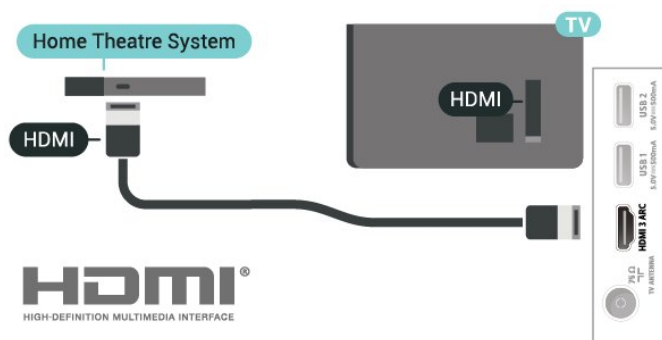 Home Theatre System
TV
HDMI
HDMI
USB 2
5.0V⎓500mA
USB 1
5.0V⎓500mA
HDMI 3 ARC
75 Ω
TV ANTENNA
HDMI®
HIGH-DEFINITION MULTIMEDIA INTERFACE